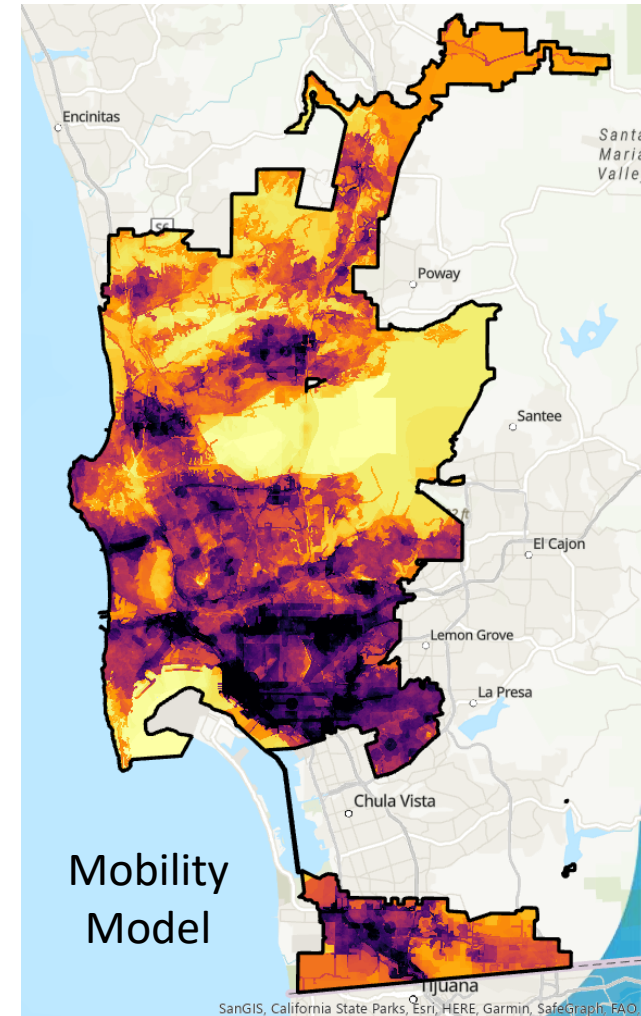 Encinitas
Santa
Maria
Valley
S6
Poway
Santee
El Cajon
Lemon Grove
La Presa
Chula Vista
Mobility
Model
Tijuana
SanGIS, California State Parks, Esri, HERE, Garmin, SafeGraph, FAO